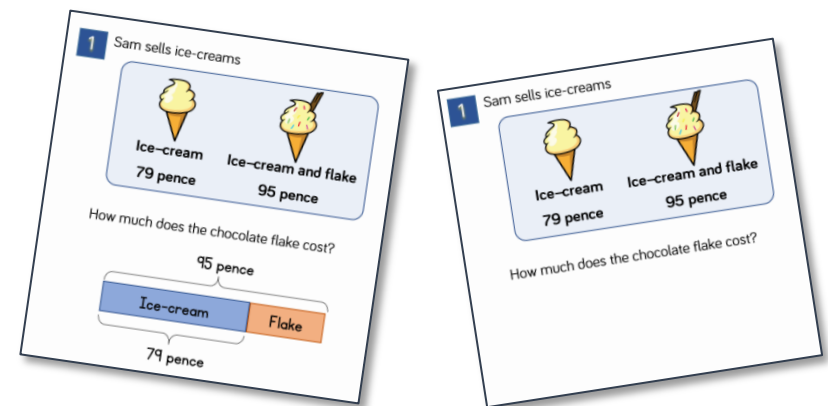 1 Sam sells ice-creams
Ice-cream
79 pence
Ice-cream and flake
95 pence
How much does the chocolate flake cost?
95 pence
Ice-cream
Flake
79 pence
1 Sam sells ice-creams
Ice-cream
79 pence
Ice-cream and flake
95 pence
How much does the chocolate flake cost?